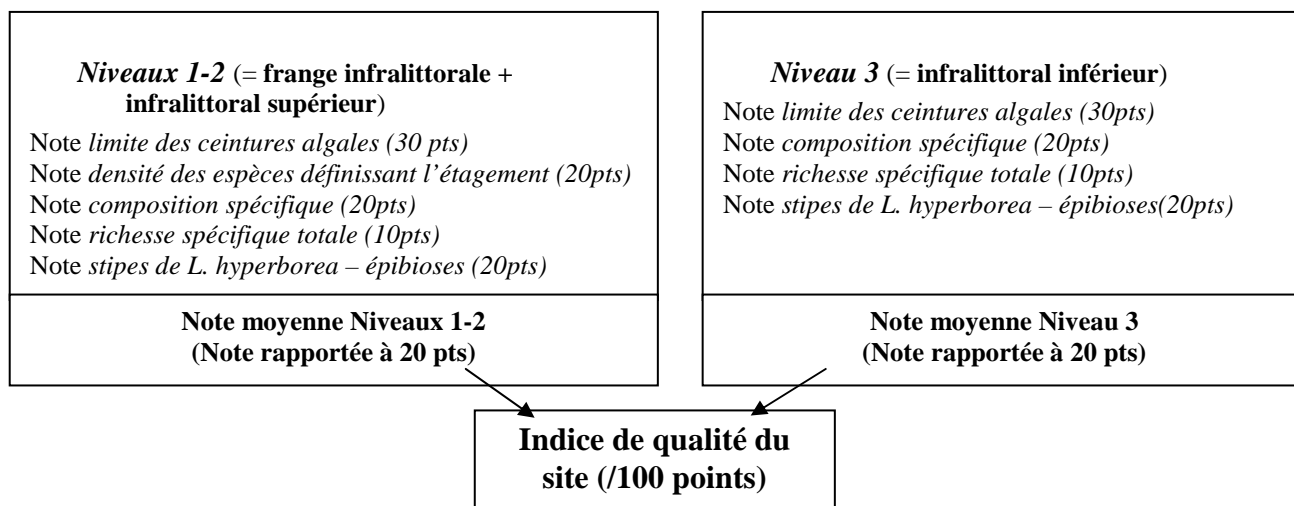 Niveaux 1-2 (= frange infralittorale +
infralittoral supérieur)
Note limite des ceintures algales (30 pts)
Note densité des espèces définissant l'étagement (20pts)
Note composition spécifique (20pts)
Note richesse spécifique totale (10pts)
Note stipes de L. hyperborea – épibioses (20pts)
Note moyenne Niveaux 1-2
(Note rapportée à 20 pts)
Niveau 3 (= infralittoral inférieur)
Note limite des ceintures algales (30pts)
Note composition spécifique (20pts)
Note richesse spécifique totale (10pts)
Note stipes de L. hyperborea – épibioses(20pts)
Note moyenne Niveau 3
(Note rapportée à 20 pts)
Indice de qualité du
site (/100 points)